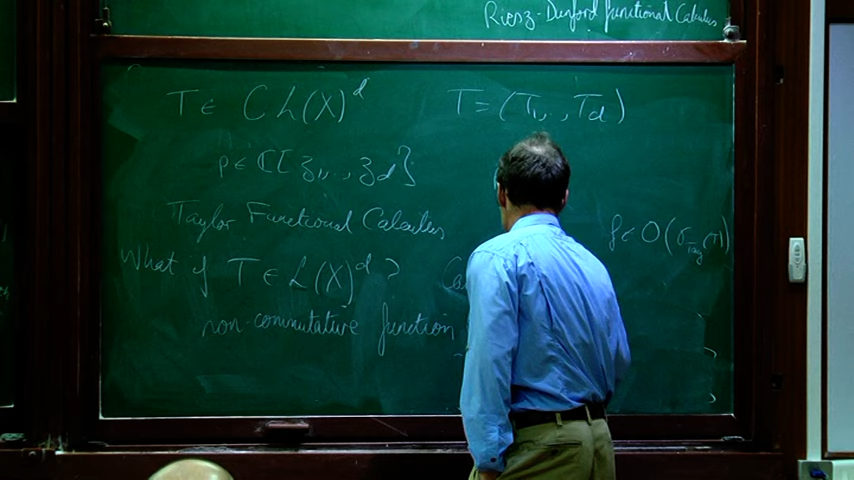 Riesz-Dunford functional Calculus
T ∈ CL(X)^d T = (T_1, .., T_d)
p ∈ ℂ[z_1, .., z_d]
Taylor Functional Calculus f ∈ O(σ_Tay(T))
What if T ∈ L(X)^d ?
non-commutative function